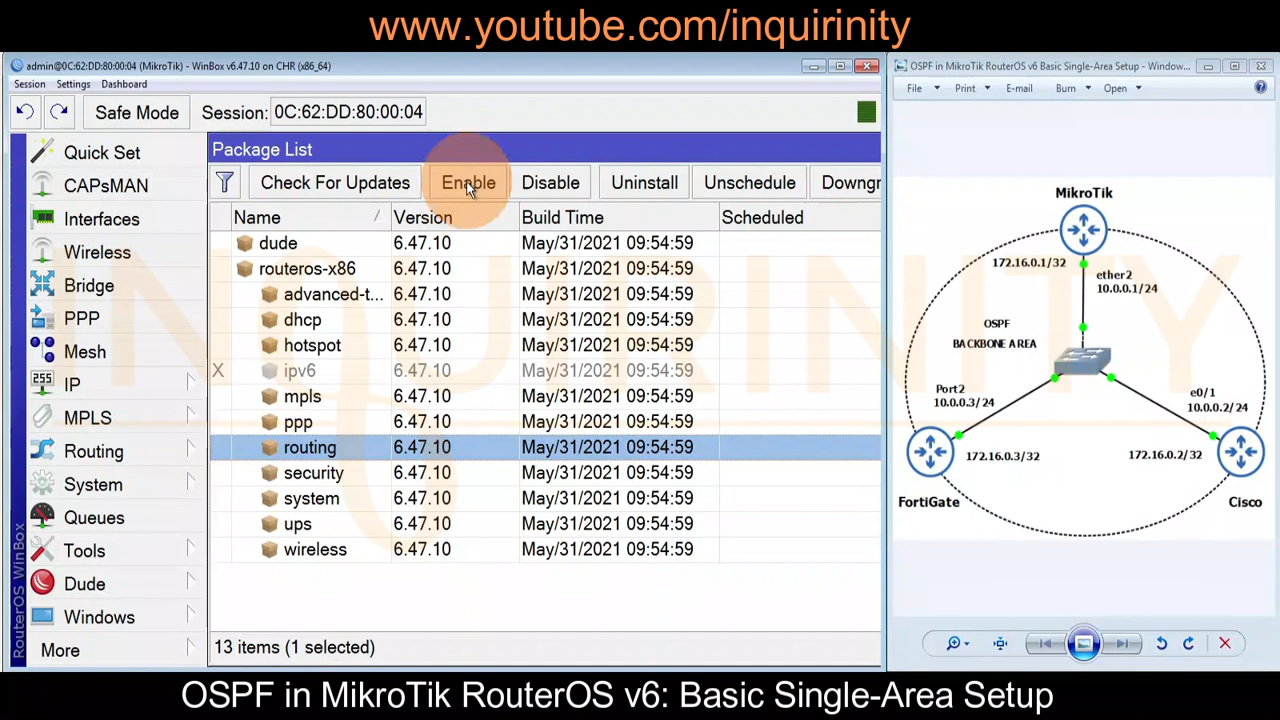 www.youtube.com/inquirinity
admin@0C:62:DD:80:00:04 (MikroTik) - WinBox v6.47.10 on CHR (x86_64)
Session Settings Dashboard
Safe Mode Session: 0C:62:DD:80:00:04
Quick Set
CAPsMAN
Interfaces
Wireless
Bridge
PPP
Mesh
255 IP
MPLS
Routing
System
Queues
Tools
Dude
Windows
More
RouterOS WinBox
Package List
Check For Updates Enable Disable Uninstall Unschedule Downgr
Name / Version Build Time Scheduled
dude 6.47.10 May/31/2021 09:54:59
routeros-x86 6.47.10 May/31/2021 09:54:59
advanced-t... 6.47.10 May/31/2021 09:54:59
dhcp 6.47.10 May/31/2021 09:54:59
hotspot 6.47.10 May/31/2021 09:54:59
X ipv6 6.47.10 May/31/2021 09:54:59
mpls 6.47.10 May/31/2021 09:54:59
ppp 6.47.10 May/31/2021 09:54:59
routing 6.47.10 May/31/2021 09:54:59
security 6.47.10 May/31/2021 09:54:59
system 6.47.10 May/31/2021 09:54:59
ups 6.47.10 May/31/2021 09:54:59
wireless 6.47.10 May/31/2021 09:54:59
13 items (1 selected)
INQUIRINITY
OSPF in MikroTik RouterOS v6 Basic Single-Area Setup - Window...
File Print E-mail Burn Open
MikroTik
172.16.0.1/32
ether2
10.0.0.1/24
OSPF
BACKBONE AREA
Port2
10.0.0.3/24
e0/1
10.0.0.2/24
172.16.0.3/32
172.16.0.2/32
FortiGate
Cisco
OSPF in MikroTik RouterOS v6: Basic Single-Area Setup